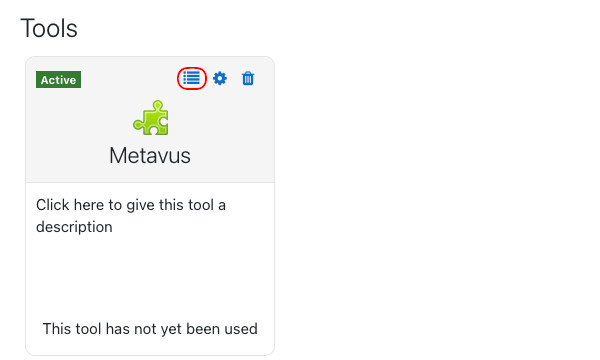 Tools
Active
Metavus
Click here to give this tool a
description
This tool has not yet been used